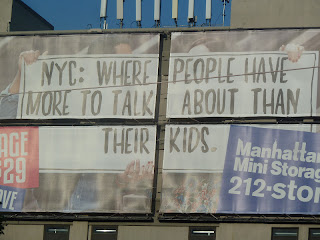 NYC: WHERE PEOPLE HAVE
MORE TO TALK ABOUT THAN
THEIR KIDS.
Manhattan
Mini Storage
212-STOR